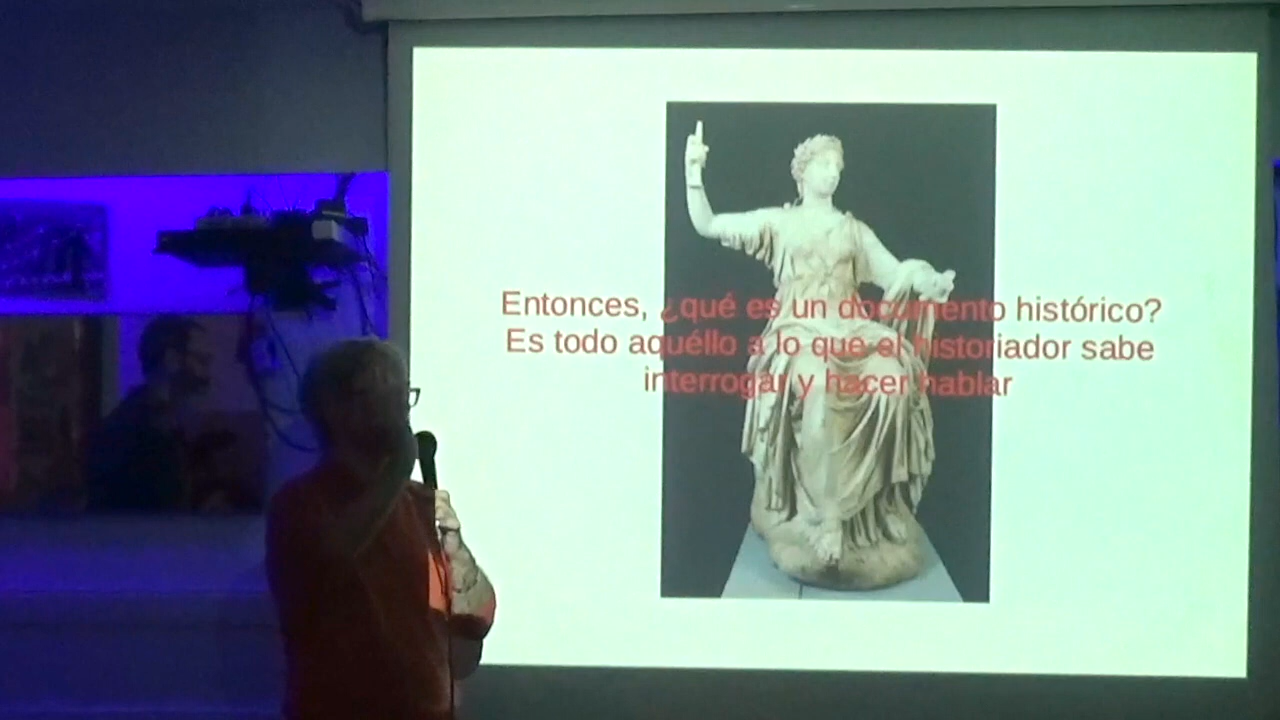 Entonces, ¿qué es un documento histórico?
Es todo aquéllo a lo que el historiador sabe
interrogar y hacer hablar